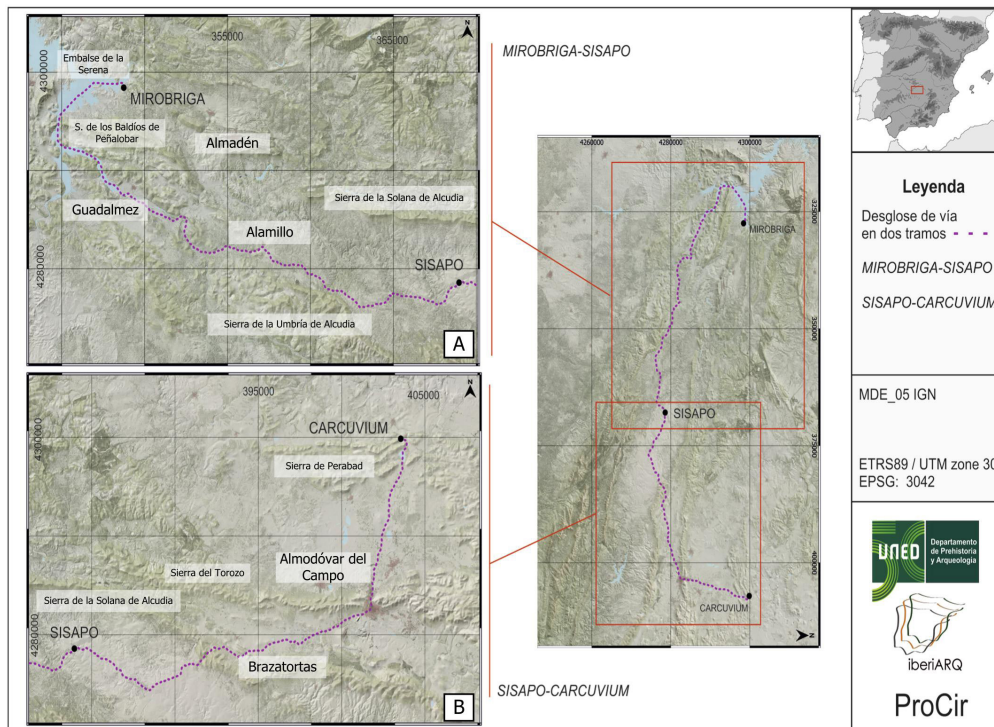 355000
365000
N
4300000
Embalse de la
Serena
MIROBRIGA
S. de los Baldíos de
Peñalobar
Almadén
Sierra de la Solana de Alcudia
Guadalmez
Alamillo
SISAPO
4280000
Sierra de la Umbría de Alcudia
A
395000
405000
N
CARCUVIUM
4300000
Sierra de Perabad
Almodóvar del
Campo
Sierra del Torozo
Sierra de la Solana de Alcudia
4280000
SISAPO
Brazatortas
B
MIROBRIGA-SISAPO
4260000
4280000
4300000
325000
MIROBRIGA
350000
SISAPO
375000
400000
CARCUVIUM
N
SISAPO-CARCUVIUM
Leyenda
Desglose de vía
en dos tramos
MIROBRIGA-SISAPO
SISAPO-CARCUVIUM
MDE_05 IGN
ETRS89 / UTM zone 30
EPSG: 3042
UNED
Departamento
de Prehistoria
y Arqueología
iberiARQ
ProCir